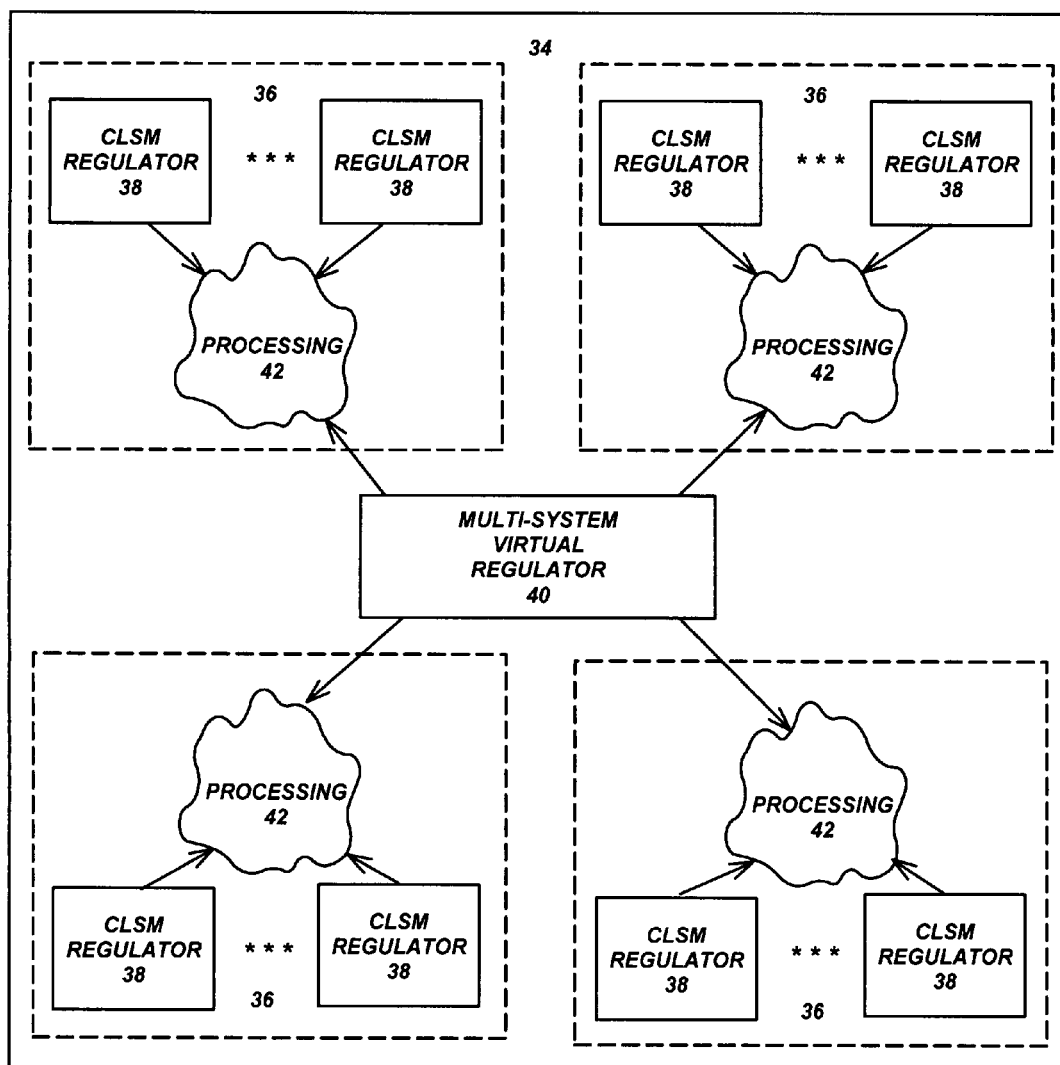 34
36
CLSM
REGULATOR
38
* * *
CLSM
REGULATOR
38
PROCESSING
42
36
CLSM
REGULATOR
38
* * *
CLSM
REGULATOR
38
PROCESSING
42
MULTI-SYSTEM
VIRTUAL
REGULATOR
40
PROCESSING
42
CLSM
REGULATOR
38
* * *
CLSM
REGULATOR
38
36
PROCESSING
42
CLSM
REGULATOR
38
* * *
CLSM
REGULATOR
38
36